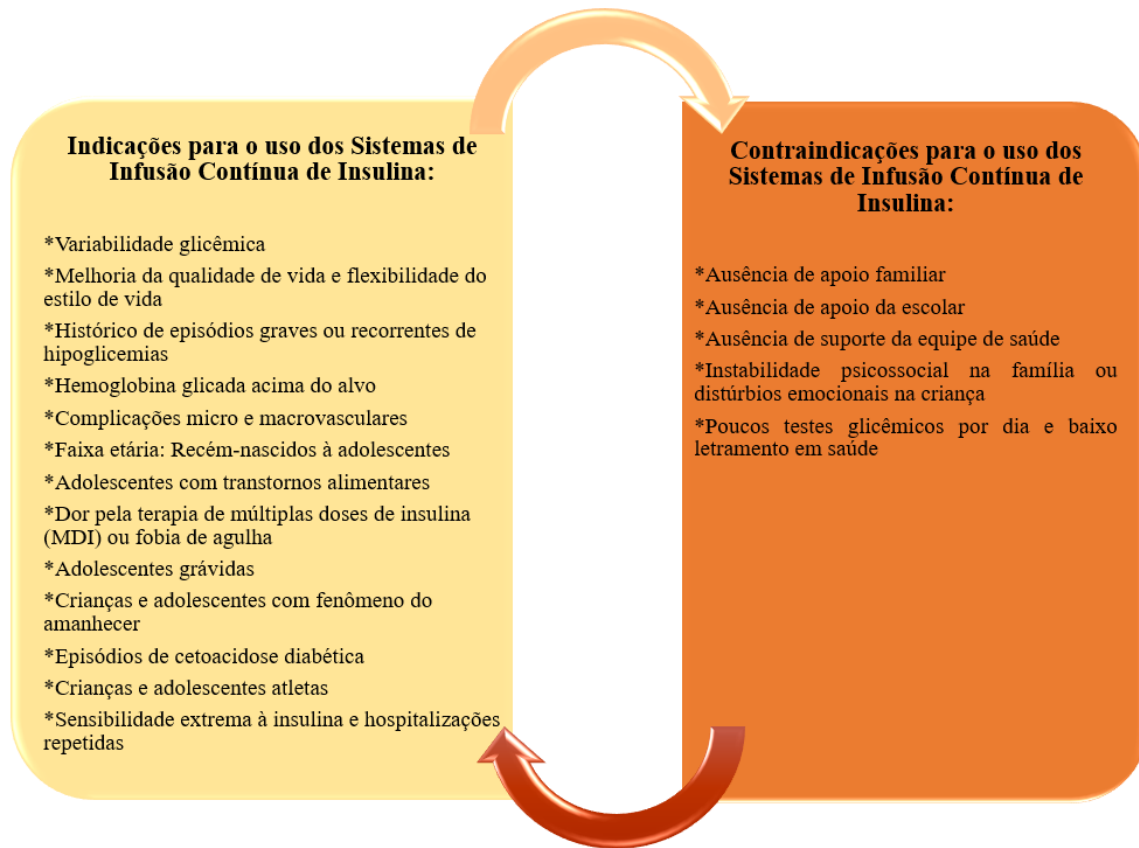 Indicações para o uso dos Sistemas de
Infusão Contínua de Insulina:
*Variabilidade glicêmica
*Melhoria da qualidade de vida e flexibilidade do
estilo de vida
*Histórico de episódios graves ou recorrentes de
hipoglicemias
*Hemoglobina glicada acima do alvo
*Complicações micro e macrovasculares
*Faixa etária: Recém-nascidos à adolescentes
*Adolescentes com transtornos alimentares
*Dor pela terapia de múltiplas doses de insulina
(MDI) ou fobia de agulha
*Adolescentes grávidas
*Crianças e adolescentes com fenômeno do
amanhecer
*Episódios de cetoacidose diabética
*Crianças e adolescentes atletas
*Sensibilidade extrema à insulina e hospitalizações
repetidas
Contraindicações para o uso dos
Sistemas de Infusão Contínua de
Insulina:
*Ausência de apoio familiar
*Ausência de apoio da escolar
*Ausência de suporte da equipe de saúde
*Instabilidade psicossocial na família ou
distúrbios emocionais na criança
*Poucos testes glicêmicos por dia e baixo
letramento em saúde